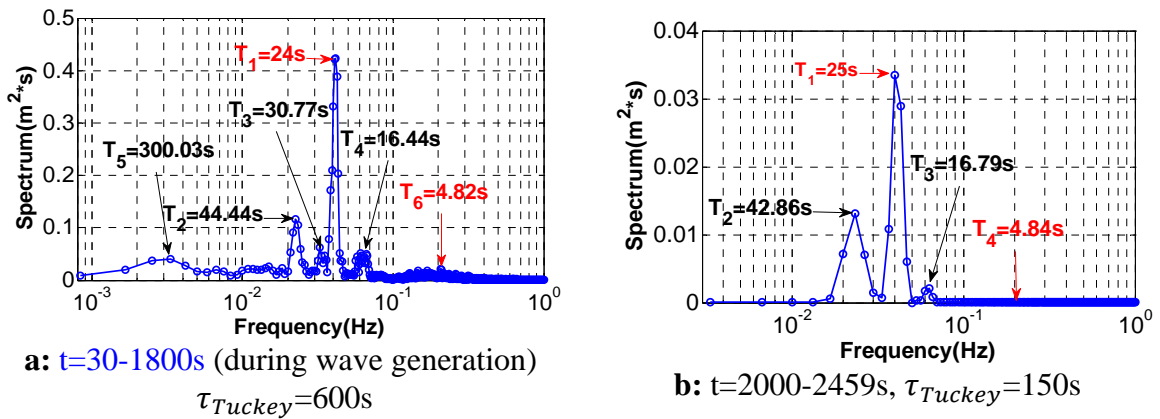 Spectrum(m²*s)
0.5
0.4
0.3
0.2
0.1
0
T₁=24s
T₃=30.77s
T₄=16.44s
T₅=300.03s
T₆=4.82s
T₂=44.44s
10⁻³ 10⁻² 10⁻¹ 10⁰
Frequency(Hz)
a: t=30-1800s (during wave generation)
𝜏_Tuckey=600s
Spectrum(m²*s)
0.04
0.03
0.02
0.01
0
T₁=25s
T₃=16.79s
T₂=42.86s
T₄=4.84s
10⁻² 10⁻¹ 10⁰
Frequency(Hz)
b: t=2000-2459s, 𝜏_Tuckey=150s